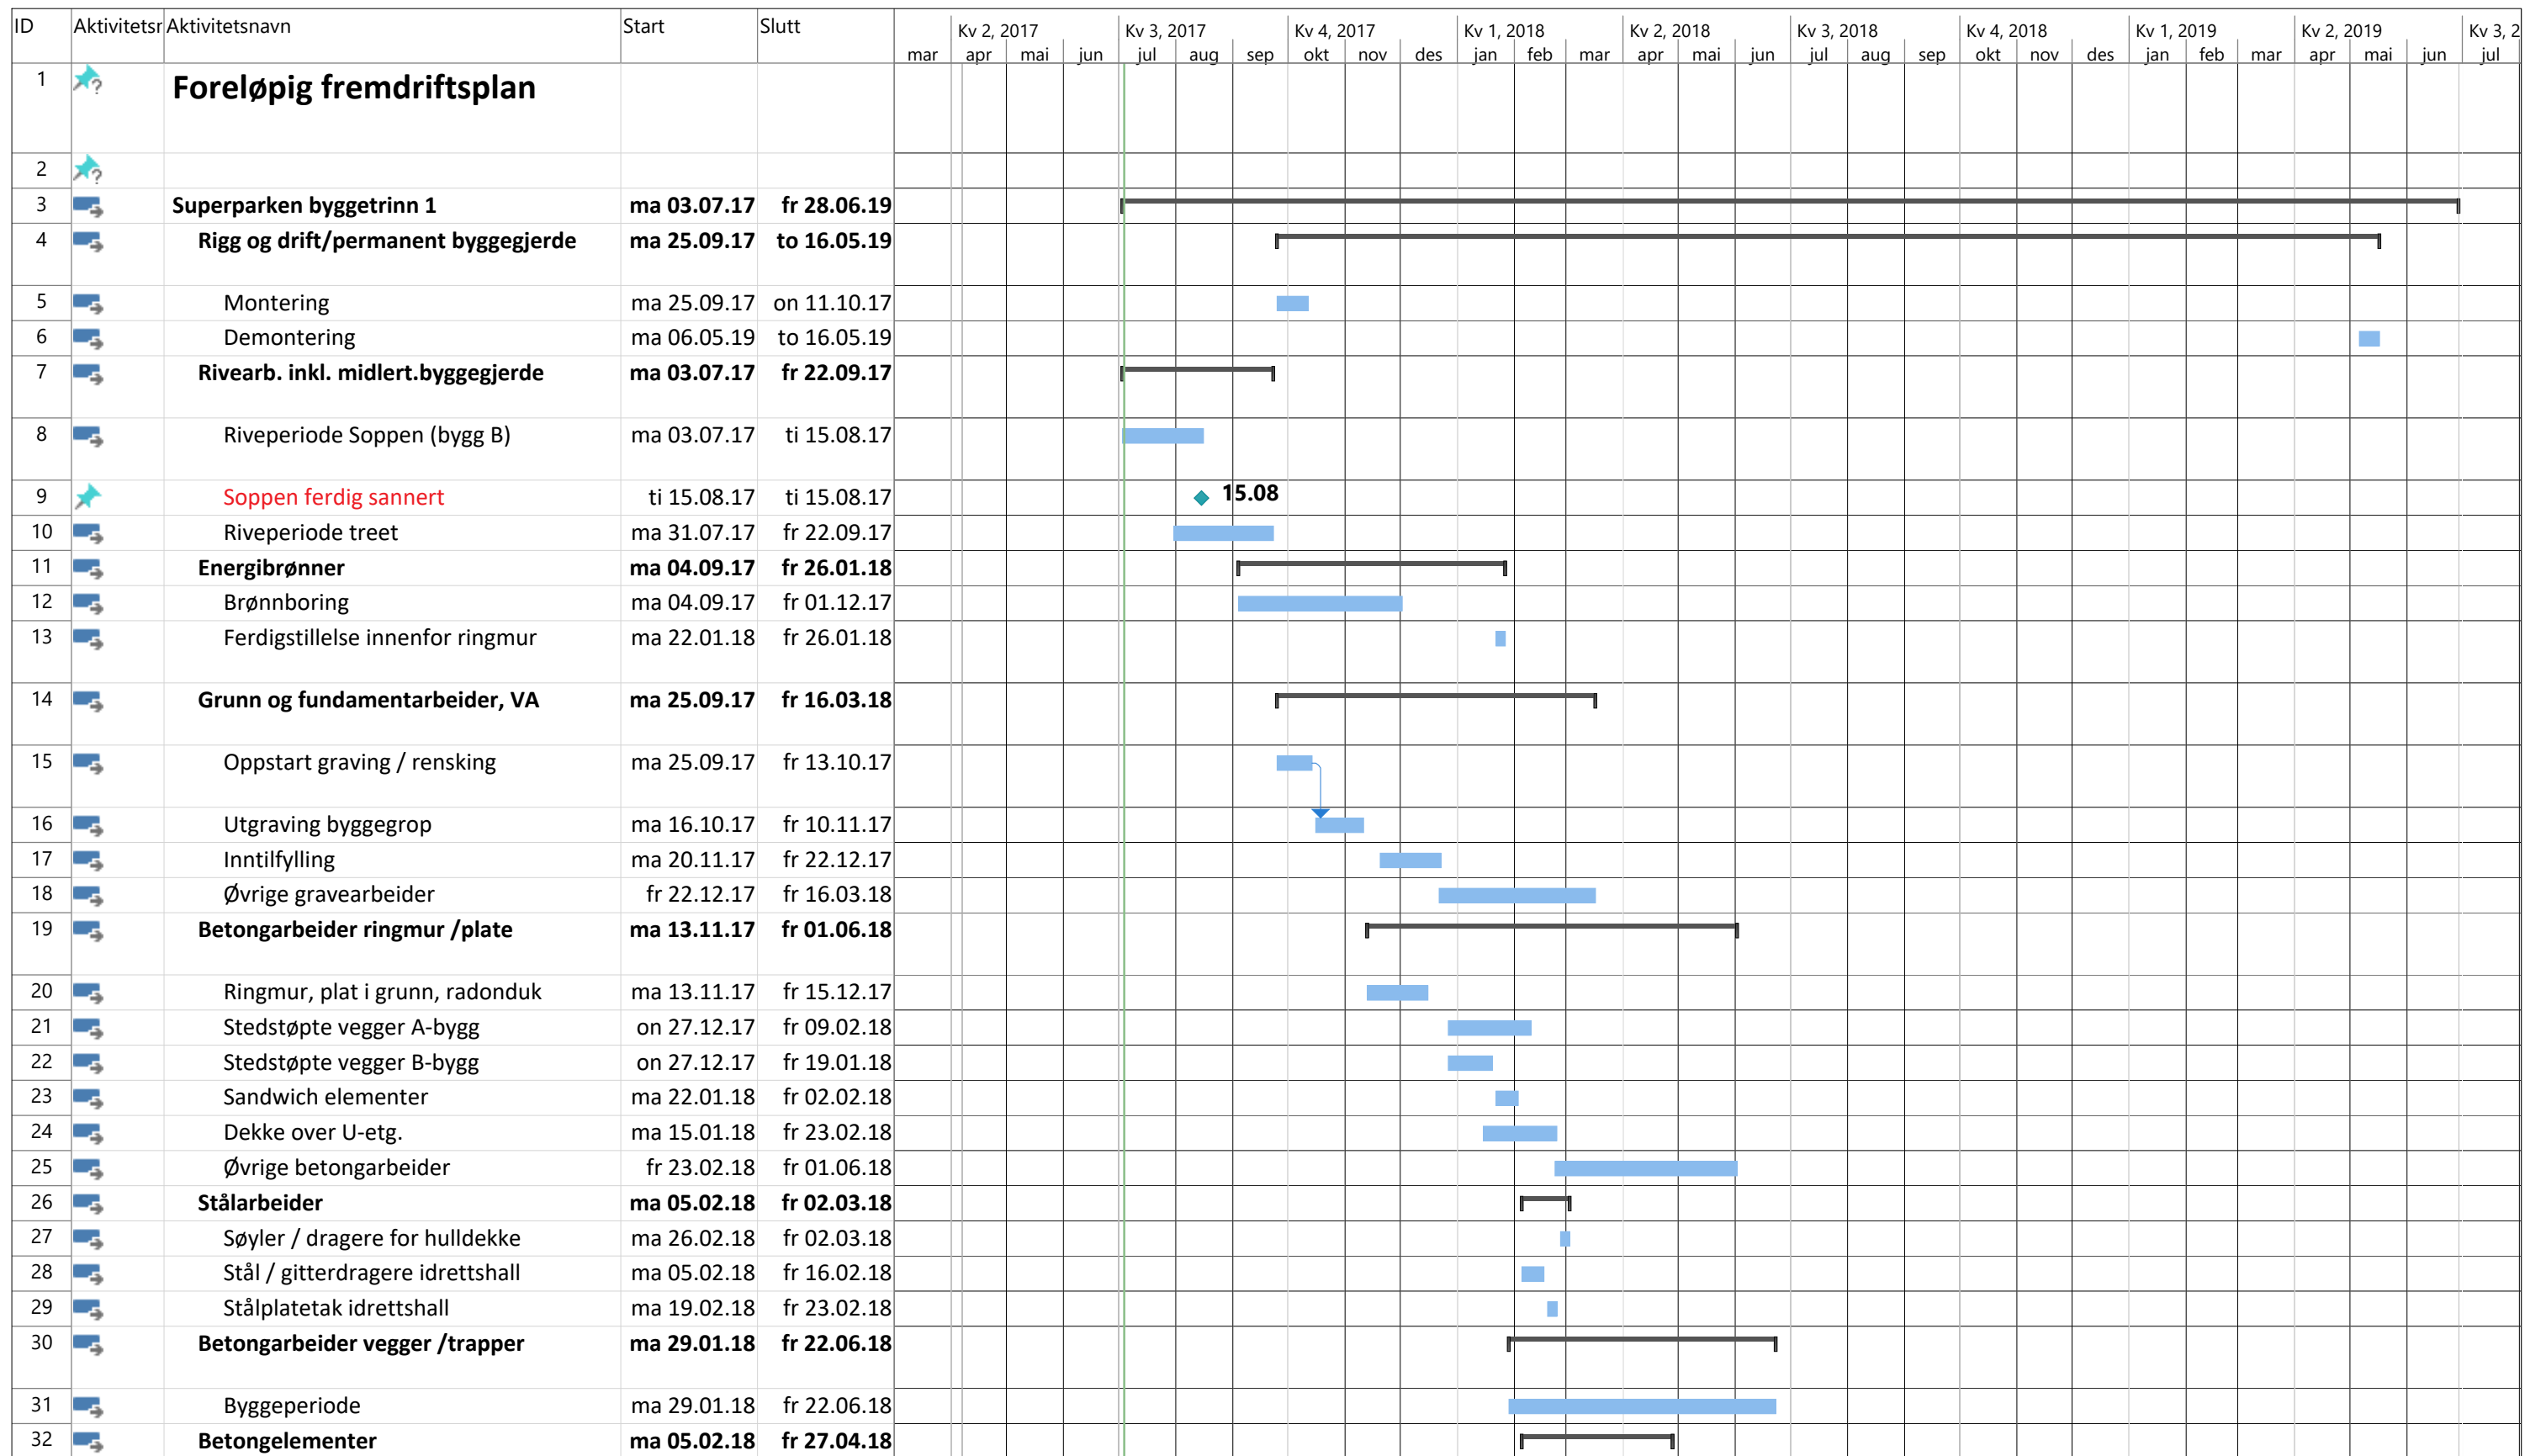 ID Aktivitetsr Aktivitetsnavn Start Slutt
Kv 2, 2017 Kv 3, 2017 Kv 4, 2017 Kv 1, 2018 Kv 2, 2018 Kv 3, 2018 Kv 4, 2018 Kv 1, 2019 Kv 2, 2019 Kv 3, 2
mar apr mai jun jul aug sep okt nov des jan feb mar apr mai jun jul aug sep okt nov des jan feb mar apr mai jun jul
1 Foreløpig fremdriftsplan
2
3 Superparken byggetrinn 1 ma 03.07.17 fr 28.06.19
4 Rigg og drift/permanent byggegjerde ma 25.09.17 to 16.05.19
5 Montering ma 25.09.17 on 11.10.17
6 Demontering ma 06.05.19 to 16.05.19
7 Rivearb. inkl. midlert.byggegjerde ma 03.07.17 fr 22.09.17
8 Riveperiode Soppen (bygg B) ma 03.07.17 ti 15.08.17
9 Soppen ferdig sannert ti 15.08.17 ti 15.08.17 15.08
10 Riveperiode treet ma 31.07.17 fr 22.09.17
11 Energibrønner ma 04.09.17 fr 26.01.18
12 Brønnboring ma 04.09.17 fr 01.12.17
13 Ferdigstillelse innenfor ringmur ma 22.01.18 fr 26.01.18
14 Grunn og fundamentarbeider, VA ma 25.09.17 fr 16.03.18
15 Oppstart graving / rensking ma 25.09.17 fr 13.10.17
16 Utgraving byggegrop ma 16.10.17 fr 10.11.17
17 Inntilfylling ma 20.11.17 fr 22.12.17
18 Øvrige gravearbeider fr 22.12.17 fr 16.03.18
19 Betongarbeider ringmur /plate ma 13.11.17 fr 01.06.18
20 Ringmur, plat i grunn, radonduk ma 13.11.17 fr 15.12.17
21 Stedstøpte vegger A-bygg on 27.12.17 fr 09.02.18
22 Stedstøpte vegger B-bygg on 27.12.17 fr 19.01.18
23 Sandwich elementer ma 22.01.18 fr 02.02.18
24 Dekke over U-etg. ma 15.01.18 fr 23.02.18
25 Øvrige betongarbeider fr 23.02.18 fr 01.06.18
26 Stålarbeider ma 05.02.18 fr 02.03.18
27 Søyler / dragere for hulldekke ma 26.02.18 fr 02.03.18
28 Stål / gitterdragere idrettshall ma 05.02.18 fr 16.02.18
29 Stålplatetak idrettshall ma 19.02.18 fr 23.02.18
30 Betongarbeider vegger /trapper ma 29.01.18 fr 22.06.18
31 Byggeperiode ma 29.01.18 fr 22.06.18
32 Betongelementer ma 05.02.18 fr 27.04.18